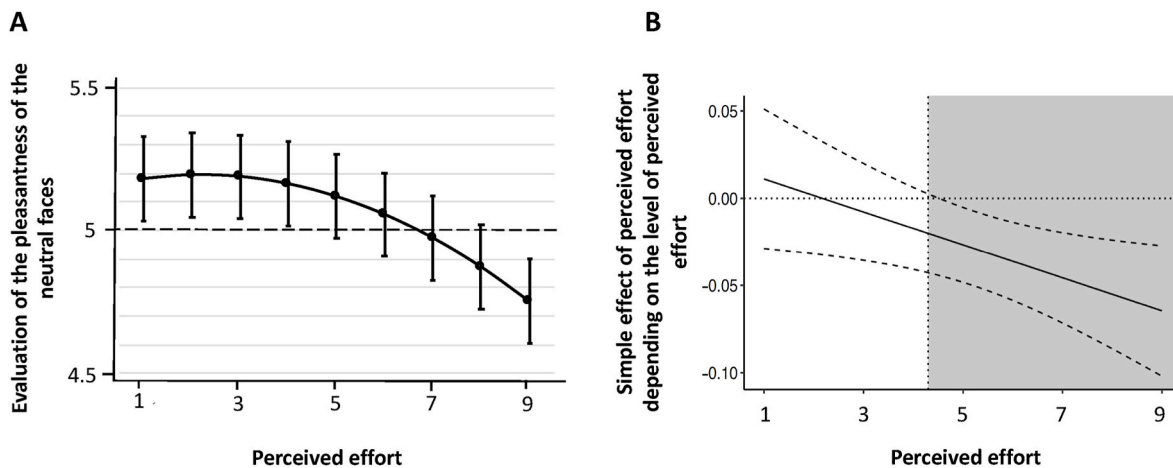 A
Evaluation of the pleasantness of the
neutral faces
5.5
5
4.5
1
3
5
7
9
Perceived effort
B
Simple effect of perceived effort
depending on the level of perceived
effort
0.05
0.00
-0.05
-0.10
1
3
5
7
9
Perceived effort